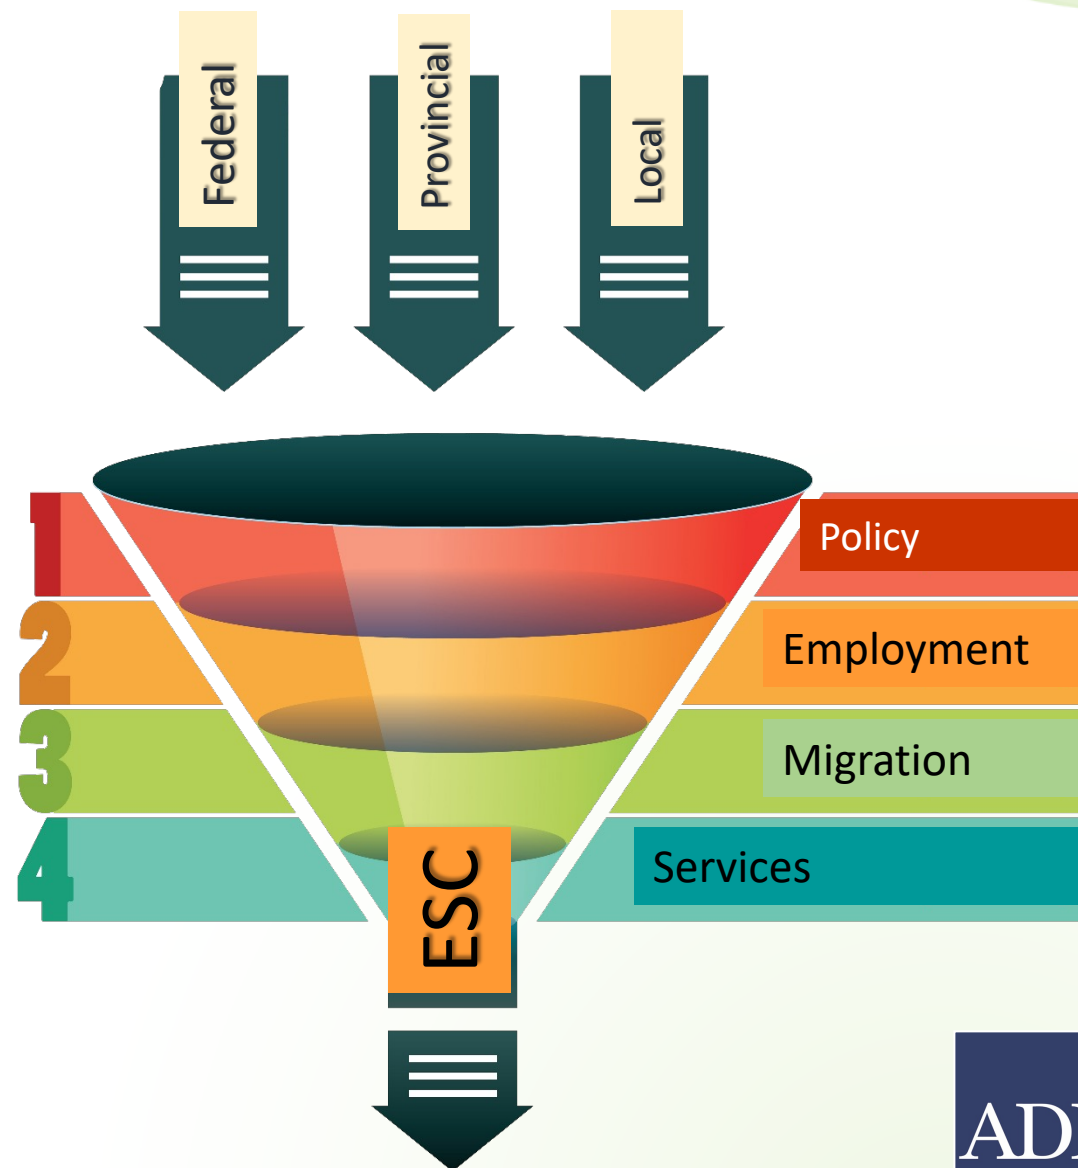 Federal
Provincial
Local
1
Policy
2
Employment
3
Migration
4
Services
ESC